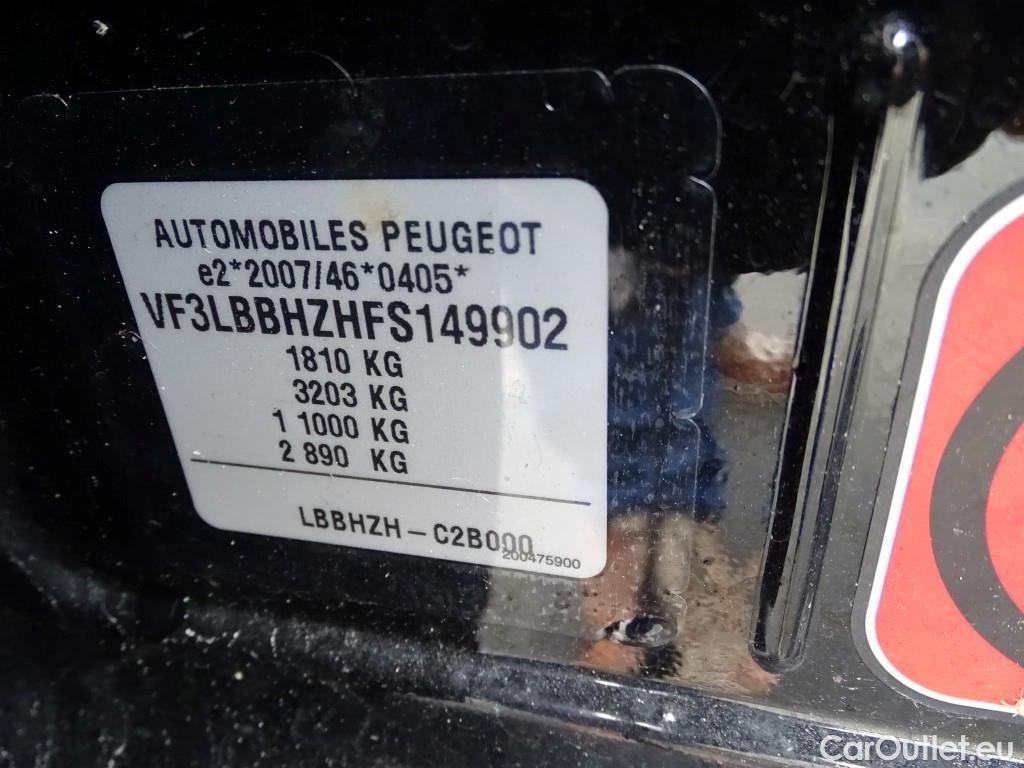 AUTOMOBILES PEUGEOT
e2*2007/46*0405*
VF3LBBHZHFS149902
1810 KG
3203 KG
1 1000 KG
2 890 KG
LBBHZH-C2B000
200475900
CarOutlet.eu